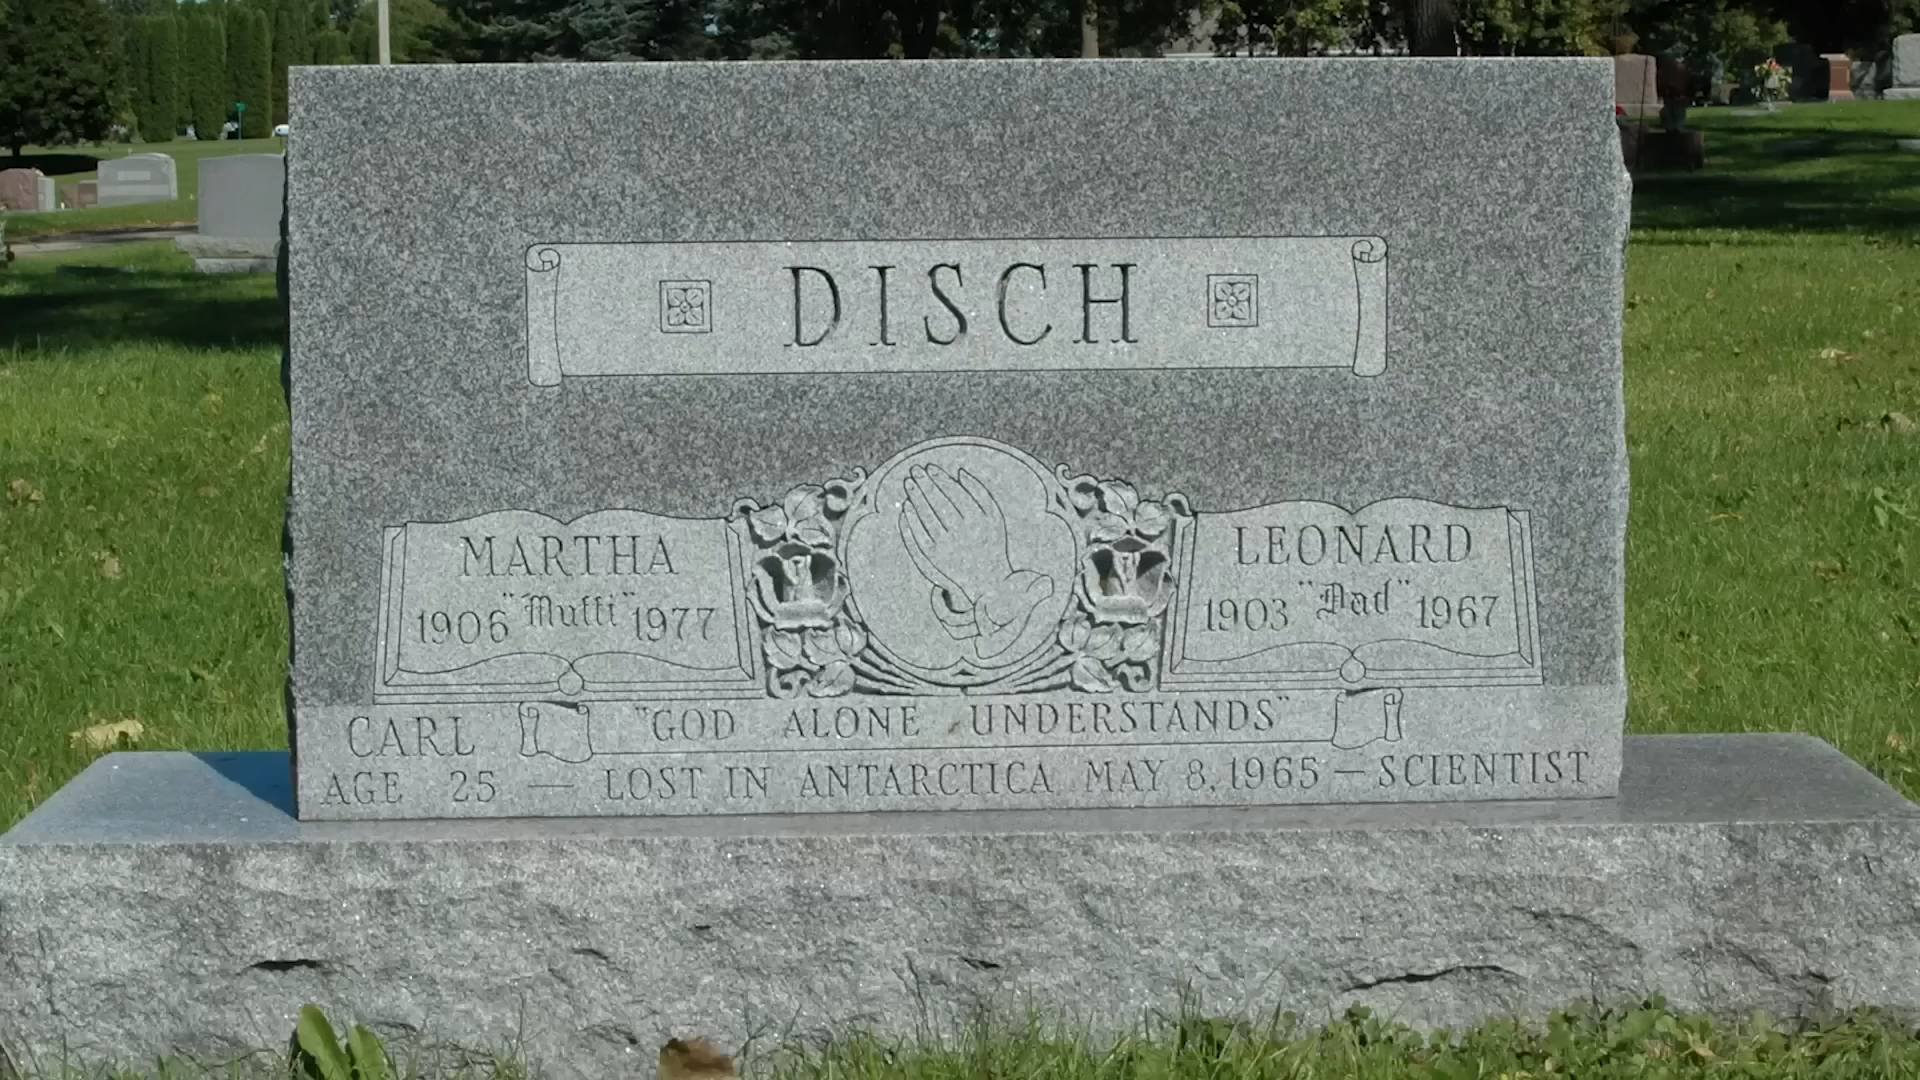 DISCH
MARTHA
1906 "Mutti" 1977
LEONARD
1903 "Dad" 1967
CARL "GOD ALONE UNDERSTANDS"
AGE 25 — LOST IN ANTARCTICA MAY 8, 1965 — SCIENTIST